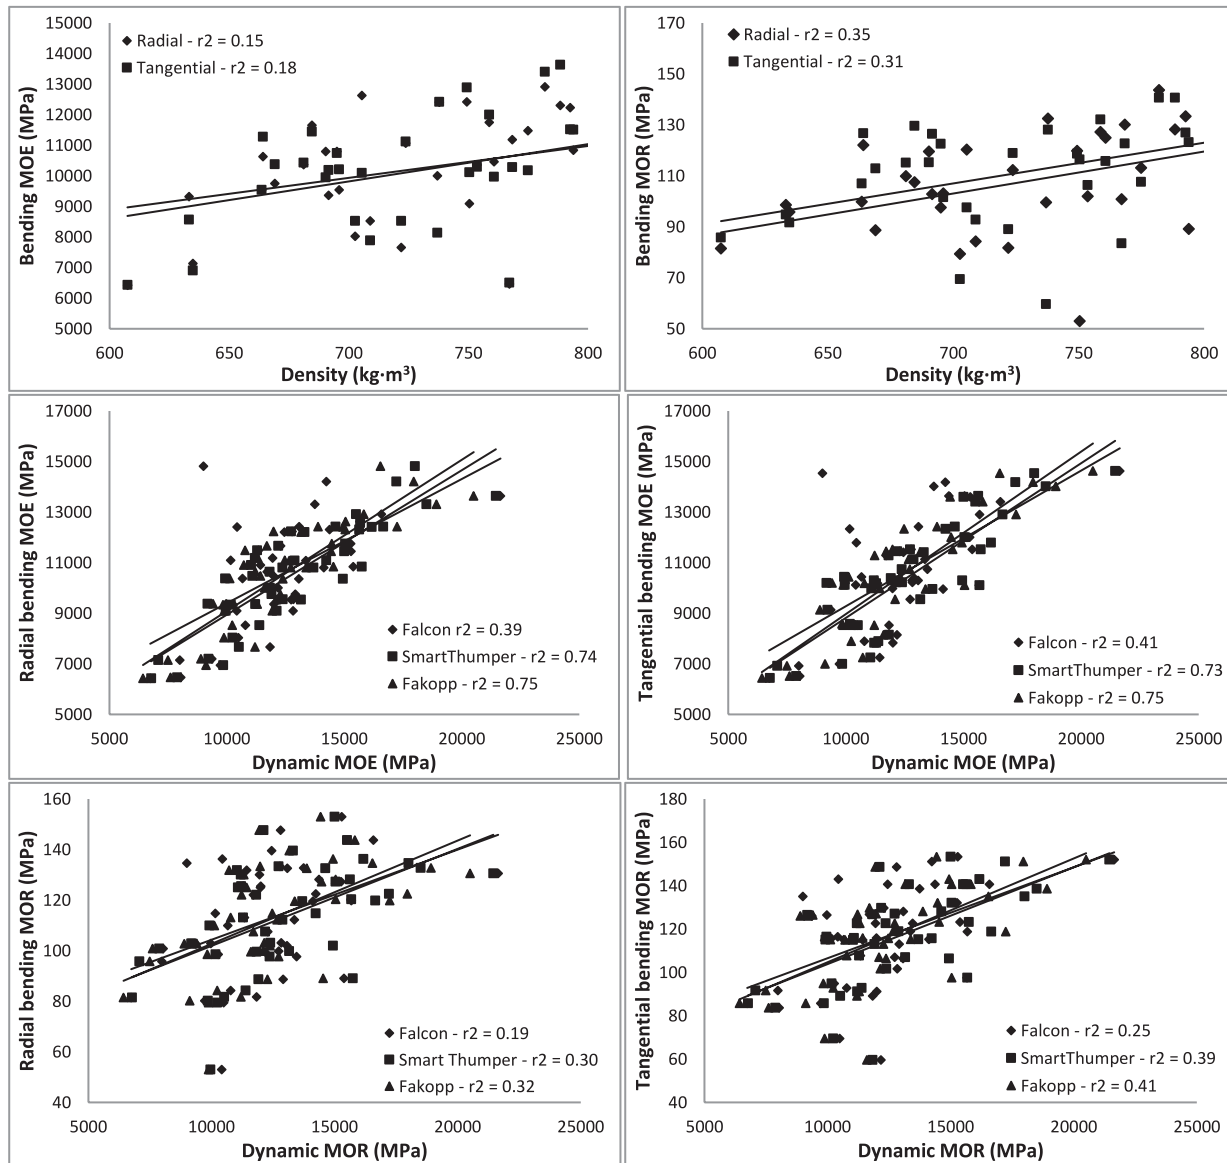 15000
14000
13000
12000
11000
10000
9000
8000
7000
6000
5000
Bending MOE (MPa)
Radial - r2 = 0.15
Tangential - r2 = 0.18
600
650
700
750
800
Density (kg·m³)
170
150
130
110
90
70
50
Bending MOR (MPa)
Radial - r2 = 0.35
Tangential - r2 = 0.31
600
650
700
750
800
Density (kg·m³)
17000
15000
13000
11000
9000
7000
5000
Radial bending MOE (MPa)
Falcon r2 = 0.39
SmartThumper - r2 = 0.74
Fakopp - r2 = 0.75
5000
10000
15000
20000
25000
Dynamic MOE (MPa)
17000
15000
13000
11000
9000
7000
5000
Tangential bending MOE (MPa)
Falcon - r2 = 0.41
SmartThumper - r2 = 0.73
Fakopp - r2 = 0.75
5000
10000
15000
20000
25000
Dynamic MOE (MPa)
160
140
120
100
80
60
40
Radial bending MOR (MPa)
Falcon - r2 = 0.19
Smart Thumper - r2 = 0.30
Fakopp - r2 = 0.32
5000
10000
15000
20000
25000
Dynamic MOR (MPa)
180
160
140
120
100
80
60
40
Tangential bending MOR (MPa)
Falcon - r2 = 0.25
SmartThumper - r2 = 0.39
Fakopp - r2 = 0.41
5000
10000
15000
20000
25000
Dynamic MOR (MPa)